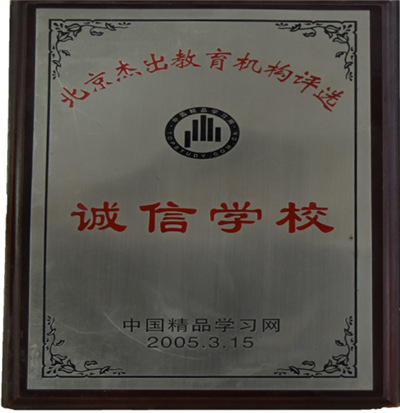 北京杰出教育机构评选
诚信学校
中国精品学习网
2005.3.15